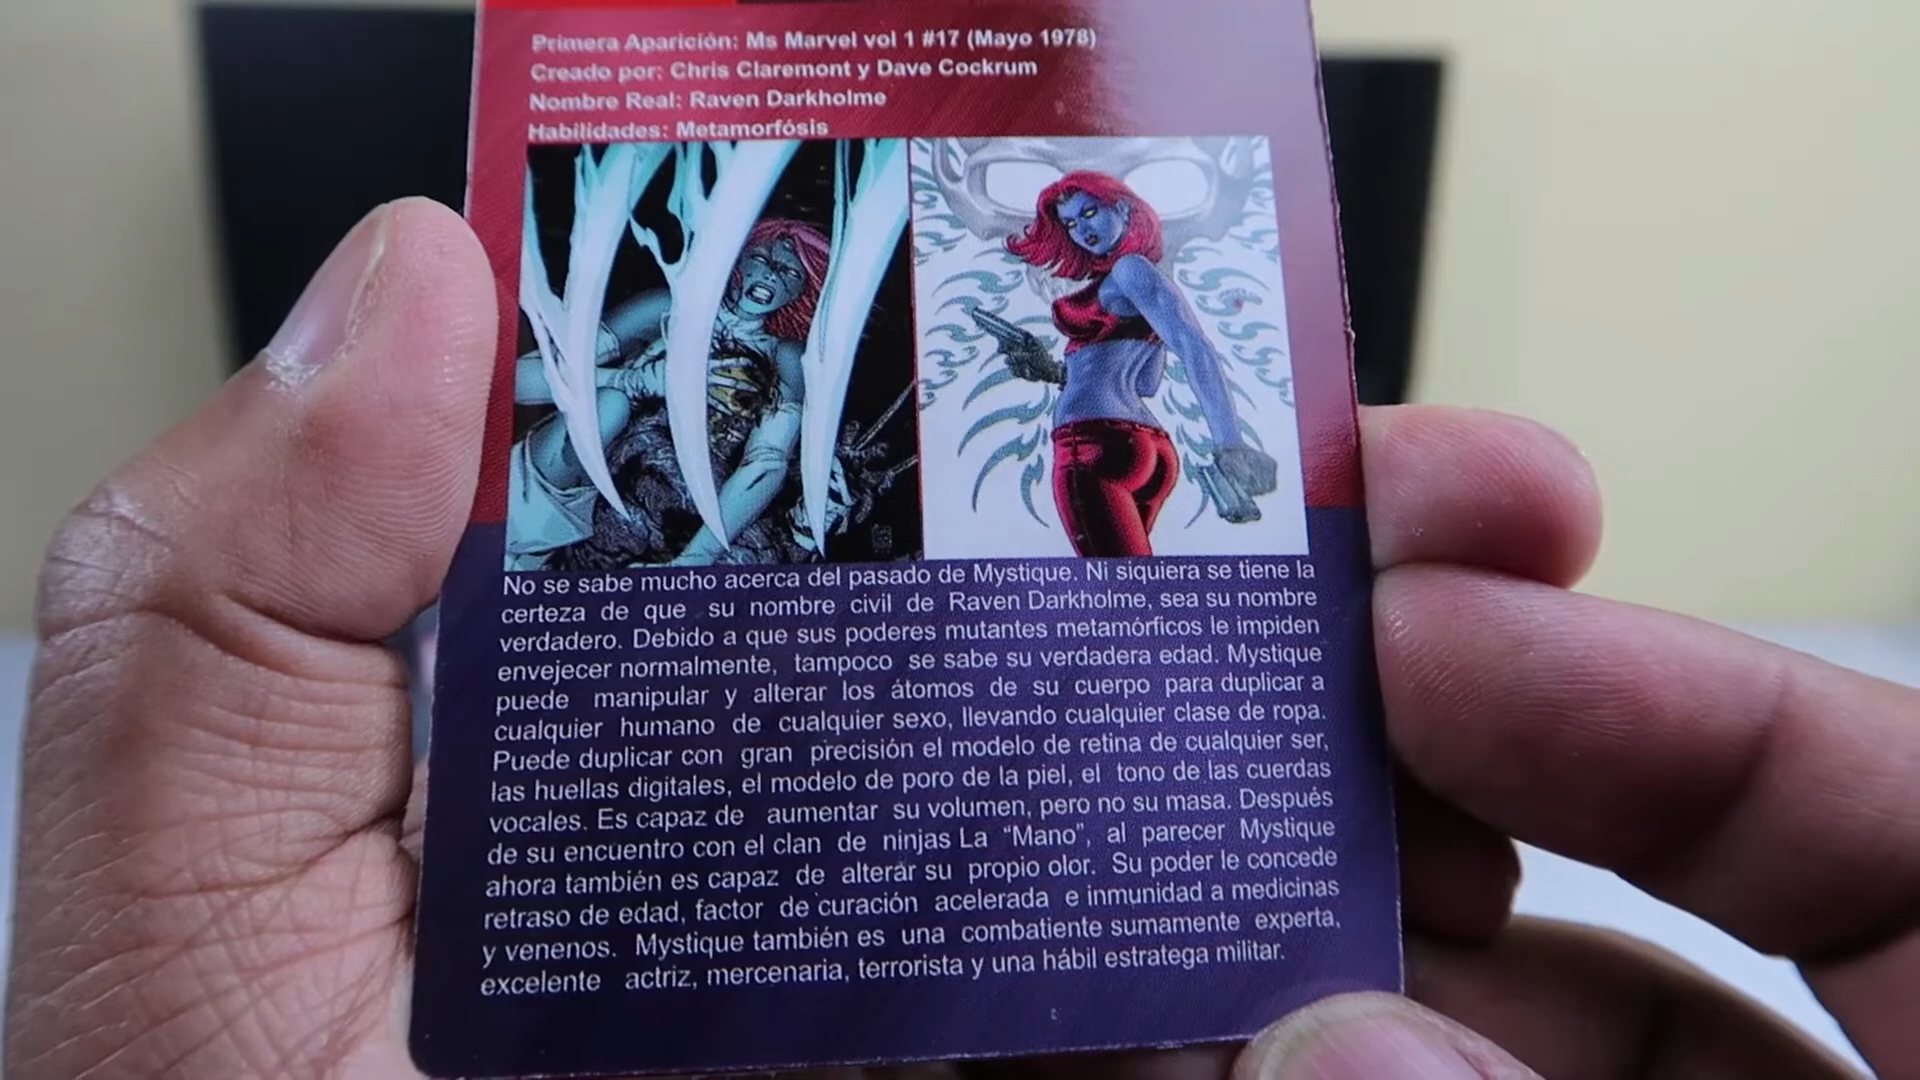 Primera Aparición: Ms Marvel vol 1 #17 (Mayo 1978)
Creado por: Chris Claremont y Dave Cockrum
Nombre Real: Raven Darkholme
Habilidades: Metamorfósis
No se sabe mucho acerca del pasado de Mystique. Ni siquiera se tiene la
certeza de que su nombre civil de Raven Darkholme, sea su nombre
verdadero. Debido a que sus poderes mutantes metamórficos le impiden
envejecer normalmente, tampoco se sabe su verdadera edad. Mystique
puede manipular y alterar los átomos de su cuerpo para duplicar a
cualquier humano de cualquier sexo, llevando cualquier clase de ropa.
Puede duplicar con gran precisión el modelo de retina de cualquier ser,
las huellas digitales, el modelo de poro de la piel, el tono de las cuerdas
vocales. Es capaz de aumentar su volumen, pero no su masa. Después
de su encuentro con el clan de ninjas La “Mano”, al parecer Mystique
ahora también es capaz de alterar su propio olor. Su poder le concede
retraso de edad, factor de curación acelerada e inmunidad a medicinas
y venenos. Mystique también es una combatiente sumamente experta,
excelente actriz, mercenaria, terrorista y una hábil estratega militar.